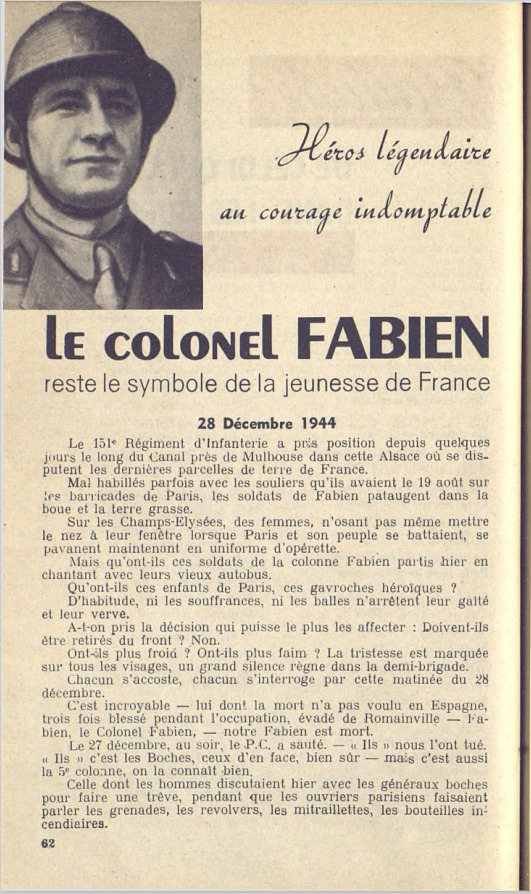 Héros légendaire
au courage indomptable
le colonel FABIEN
reste le symbole de la jeunesse de France
28 Décembre 1944
Le 151e Régiment d'Infanterie a pris position depuis quelques
jours le long du Canal près de Mulhouse dans cette Alsace où se dis-
putent les dernières parcelles de terre de France.
Mal habillés parfois avec les souliers qu'ils avaient le 19 août sur
les barricades de Paris, les soldats de Fabien pataugent dans la
boue et la terre grasse.
Sur les Champs-Elysées, des femmes, n'osant pas même mettre
le nez à leur fenêtre lorsque Paris et son peuple se battaient, se
pavanent maintenant en uniforme d'opérette.
Mais qu'ont-ils ces soldats de la colonne Fabien partis hier en
chantant avec leurs vieux autobus.
Qu'ont-ils ces enfants de Paris, ces gavroches héroïques ?
D'habitude, ni les souffrances, ni les balles n'arrêtent leur gaîté
et leur verve.
A-t-on pris la décision qui puisse le plus les affecter : Doivent-ils
être retirés du front ? Non.
Ont-ils plus froid ? Ont-ils plus faim ? La tristesse est marquée
sur tous les visages, un grand silence règne dans la demi-brigade.
Chacun s'accoste, chacun s'interroge par cette matinée du 28
décembre.
C'est incroyable — lui dont la mort n'a pas voulu en Espagne,
trois fois blessé pendant l'occupation, évadé de Romainville — Fa-
bien, le Colonel Fabien, — notre Fabien est mort.
Le 27 décembre, au soir, le P.C. a sauté. — « Ils » nous l'ont tué.
« Ils » c'est les Boches, ceux d'en face, bien sûr — mais c'est aussi
la 5e colonne, on la connaît bien.
Celle dont les hommes discutaient hier avec les généraux boches
pour faire une trêve, pendant que les ouvriers parisiens faisaient
parler les grenades, les revolvers, les mitraillettes, les bouteilles in-
cendiaires.
62